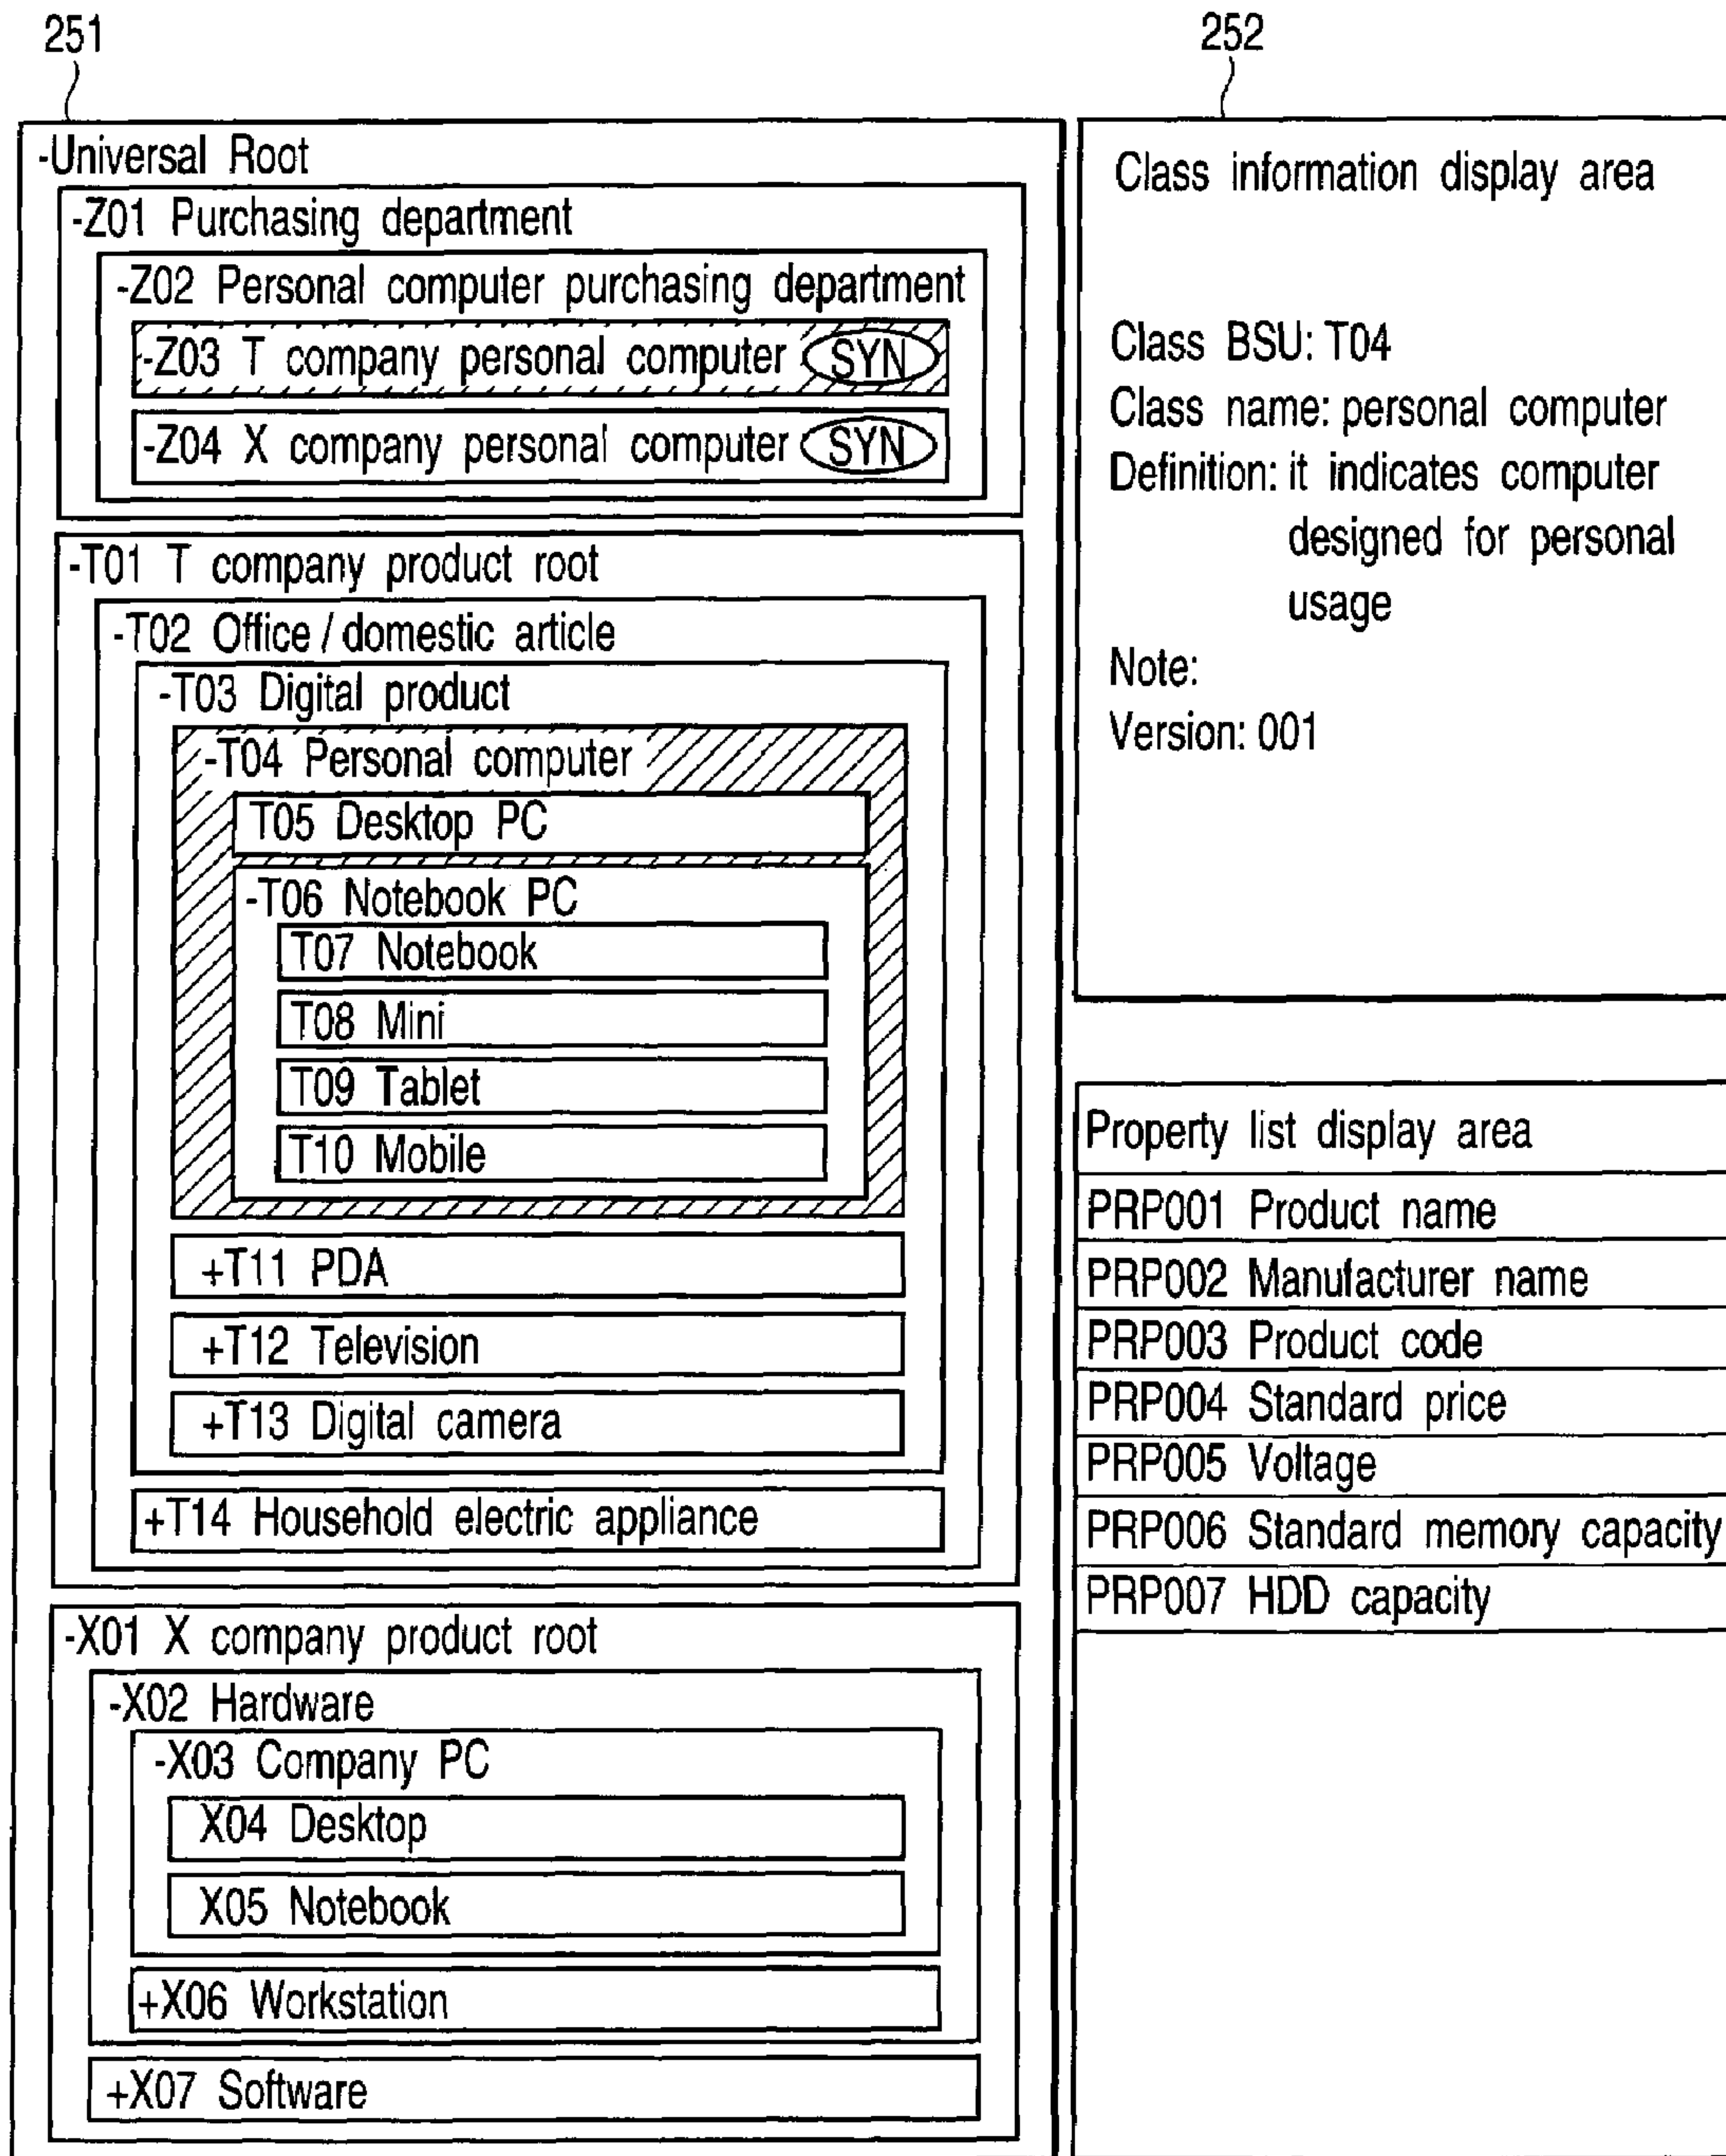 251
-Universal Root
-Z01 Purchasing department
-Z02 Personal computer purchasing department
-Z03 T company personal computer SYN
-Z04 X company personal computer SYN
-T01 T company product root
-T02 Office / domestic article
-T03 Digital product
-T04 Personal computer
T05 Desktop PC
-T06 Notebook PC
T07 Notebook
T08 Mini
T09 Tablet
T10 Mobile
+T11 PDA
+T12 Television
+T13 Digital camera
+T14 Household electric appliance
-X01 X company product root
-X02 Hardware
-X03 Company PC
X04 Desktop
X05 Notebook
+X06 Workstation
+X07 Software
252
Class information display area
Class BSU: T04
Class name: personal computer
Definition: it indicates computer
designed for personal
usage
Note:
Version: 001
Property list display area
PRP001 Product name
PRP002 Manufacturer name
PRP003 Product code
PRP004 Standard price
PRP005 Voltage
PRP006 Standard memory capacity
PRP007 HDD capacity